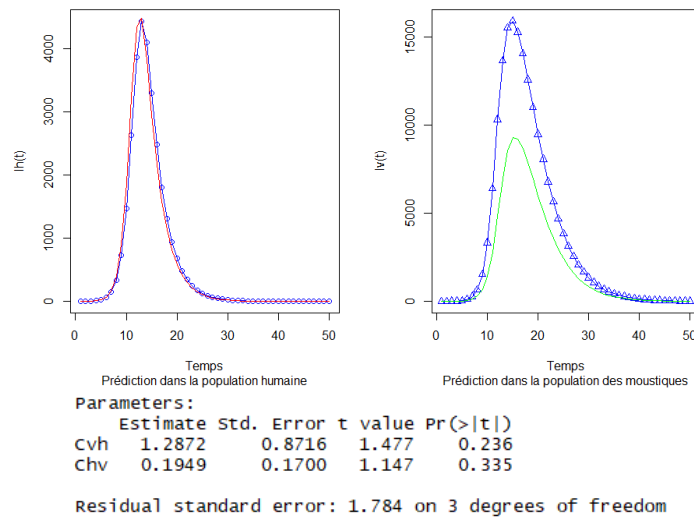 Ih(t)
0 1000 2000 3000 4000
0 10 20 30 40 50
Temps
Prédiction dans la population humaine
Iv(t)
0 5000 10000 15000
0 10 20 30 40 50
Temps
Prédiction dans la population des moustiques
Parameters:
Estimate Std. Error t value Pr(>|t|)
Cvh 1.2872 0.8716 1.477 0.236
Chv 0.1949 0.1700 1.147 0.335
Residual standard error: 1.784 on 3 degrees of freedom